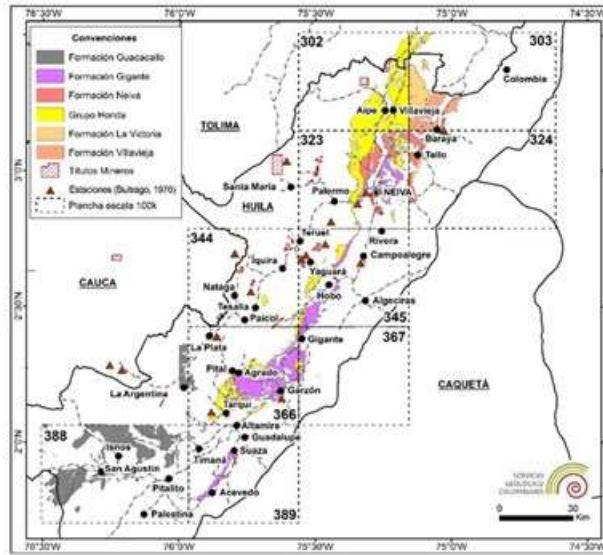 76°0'W
75°30'W
75°0'W
74°30'W
Convenciones
Formación Guacacallo
Formación Gigante
Formación Neiva
Grupo Honda
Formación La Victoria
Formación Villavieja
Títulos Mineros
Estaciones (Buitrago, 1976)
Plancha escala 100k
302
303
Colombia
Aipe
Villavieja
TOLIMA
323
Baraya
324
Tello
3°0'N
Santa María
Palermo
NEIVA
HUILA
344
Teruel
Rivera
Iquira
Campoalegre
Yaguará
CAUCA
Nataga
Hobo
Algeciras
Tesalia
2°30'N
Paicol
345
367
La Plata
Gigante
Pital
Agrado
CAQUETÁ
La Argentina
Garzón
Tarqui
366
388
Altamira
2°0'N
Isnos
Guadalupe
San Agustín
Timaná
Suaza
Pitalito
Acevedo
Palestina
389
SERVICIO
GEOLÓGICO
COLOMBIANO
0
30
Km
76°30'W
76°0'W
75°30'W
75°0'W
74°30'W